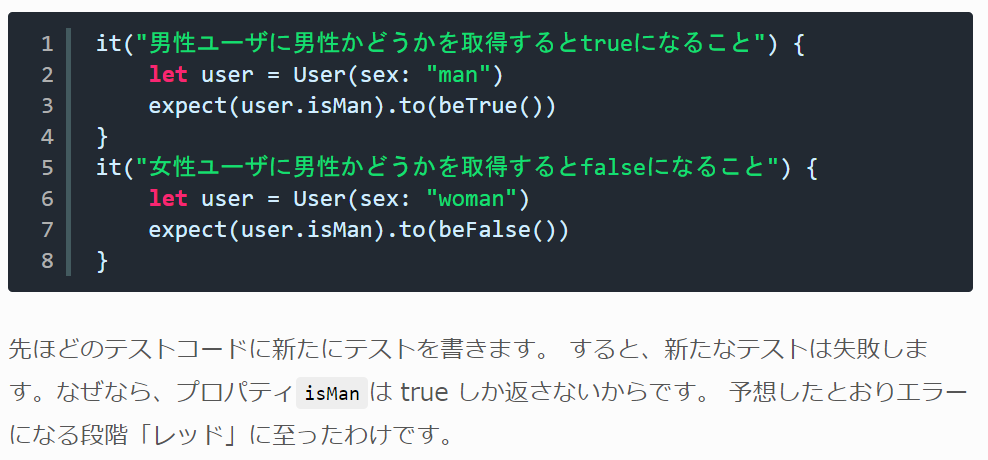 1 it("男性ユーザに男性かどうかを取得するとtrueになること") {
2     let user = User(sex: "man")
3     expect(user.isMan).to(beTrue())
4 }
5 it("女性ユーザに男性かどうかを取得するとfalseになること") {
6     let user = User(sex: "woman")
7     expect(user.isMan).to(beFalse())
8 }
先ほどのテストコードに新たにテストを書きます。 すると、新たなテストは失敗しま
す。なぜなら、プロパティ isMan は true しか返さないからです。 予想したとおりエラー
になる段階「レッド」に至ったわけです。